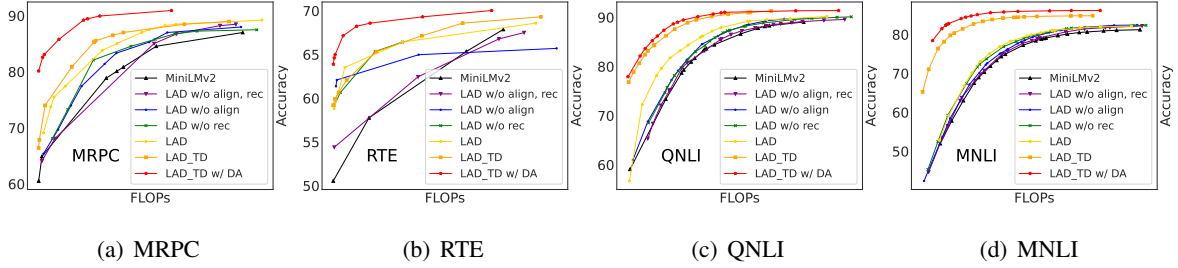 90
80
70
60
MiniLMv2
LAD w/o align, rec
LAD w/o align
LAD w/o rec
LAD
LAD_TD
LAD_TD w/ DA
MRPC
FLOPs
(a) MRPC
Accuracy
70
65
60
55
50
MiniLMv2
LAD w/o align, rec
LAD w/o align
LAD w/o rec
LAD
LAD_TD
LAD_TD w/ DA
RTE
FLOPs
(b) RTE
Accuracy
90
80
70
60
MiniLMv2
LAD w/o align, rec
LAD w/o align
LAD w/o rec
LAD
LAD_TD
LAD_TD w/ DA
QNLI
FLOPs
(c) QNLI
Accuracy
80
70
60
50
MiniLMv2
LAD w/o align, rec
LAD w/o align
LAD w/o rec
LAD
LAD_TD
LAD_TD w/ DA
MNLI
FLOPs
(d) MNLI